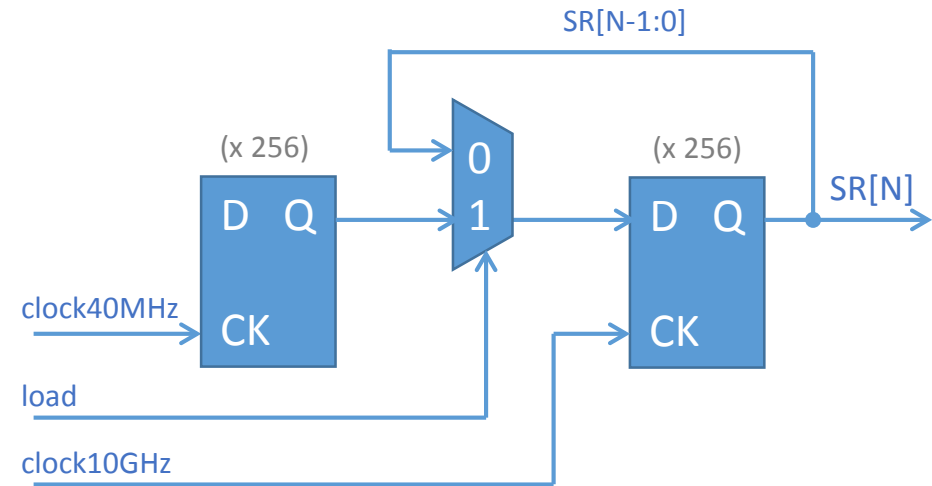 SR[N-1:0]
(x 256)
(x 256)
0
1
D Q
D Q
SR[N]
CK
CK
clock40MHz
load
clock10GHz